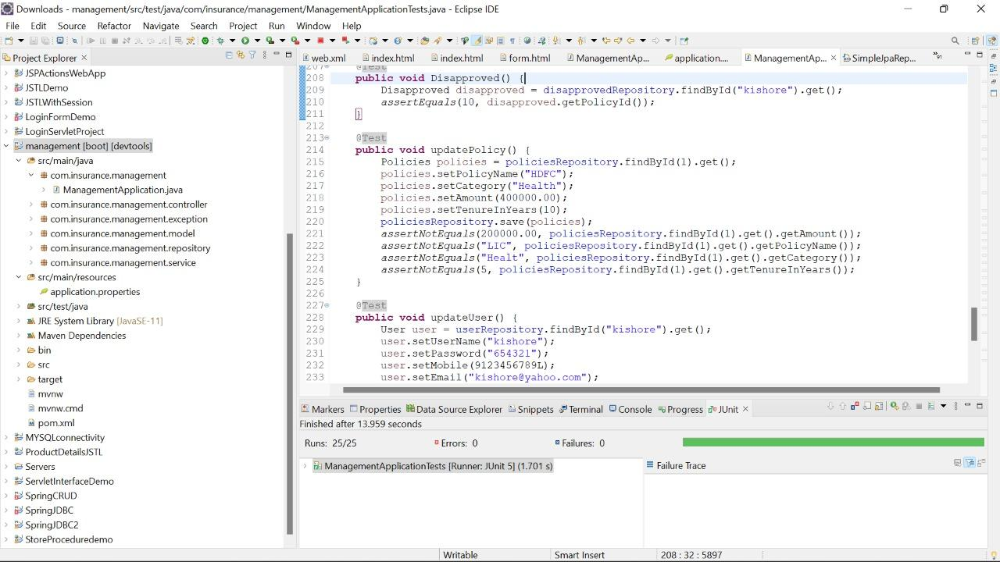 Downloads - management/src/test/java/com/insurance/management/ManagementApplicationTests.java - Eclipse IDE
File Edit Source Refactor Navigate Search Project Run Window Help
Project Explorer
web.xml index.html index.html form.html ManagementAp... application.... ManagementAp... SimpleJpaRep...
JSPActionsWebApp
JSTLDemo
JSTLWithSession
LoginFormDemo
LoginServletProject
management [boot] [devtools]
src/main/java
com.insurance.management
ManagementApplication.java
com.insurance.management.controller
com.insurance.management.exception
com.insurance.management.model
com.insurance.management.repository
com.insurance.management.service
src/main/resources
application.properties
src/test/java
JRE System Library [JavaSE-11]
Maven Dependencies
bin
src
target
mvnw
mvnw.cmd
pom.xml
MYSQLconnectivity
ProductDetailsJSTL
Servers
ServletInterfaceDemo
SpringCRUD
SpringJDBC
SpringJDBC2
StoreProceduredemo
207 @Test
208 public void Disapproved() {
209 Disapproved disapproved = disapprovedRepository.findById("kishore").get();
210 assertEquals(10, disapproved.getPolicyId());
211 }
212
213 @Test
214 public void updatePolicy() {
215 Policies policies = policiesRepository.findById(1).get();
216 policies.setPolicyName("HDFC");
217 policies.setCategory("Health");
218 policies.setAmount(400000.00);
219 policies.setTenureInYears(10);
220 policiesRepository.save(policies);
221 assertNotEquals(200000.00, policiesRepository.findById(1).get().getAmount());
222 assertNotEquals("LIC", policiesRepository.findById(1).get().getPolicyName());
223 assertNotEquals("Healt", policiesRepository.findById(1).get().getCategory());
224 assertNotEquals(5, policiesRepository.findById(1).get().getTenureInYears());
225 }
226
227 @Test
228 public void updateUser() {
229 User user = userRepository.findById("kishore").get();
230 user.setUserName("kishore");
231 user.setPassword("654321");
232 user.setMobile(9123456789L);
233 user.setEmail("kishore@yahoo.com");
Markers Properties Data Source Explorer Snippets Terminal Console Progress JUnit
Finished after 13.959 seconds
Runs: 25/25 Errors: 0 Failures: 0
ManagementApplicationTests [Runner: JUnit 5] (1.701 s)
Failure Trace
Writable Smart Insert 208 : 32 : 5897